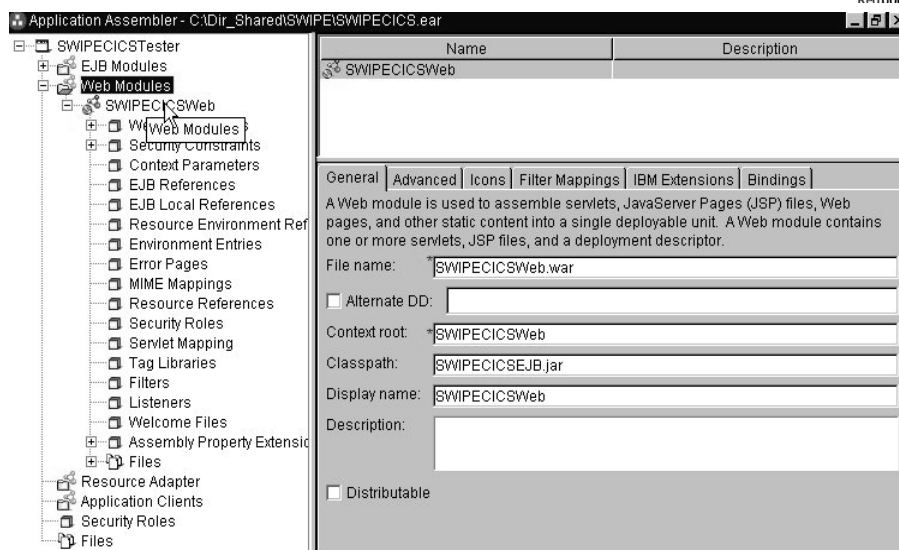 Application Assembler - C:\Dir_Shared\SWIPE\SWIPECICS.ear
SWIPECICSTester
EJB Modules
Web Modules
SWIPECICSWeb
Web Modules
Security Constraints
Context Parameters
EJB References
EJB Local References
Resource Environment Ref
Environment Entries
Error Pages
MIME Mappings
Resource References
Security Roles
Servlet Mapping
Tag Libraries
Filters
Listeners
Welcome Files
Assembly Property Extensio
Files
Resource Adapter
Application Clients
Security Roles
Files
Name Description
SWIPECICSWeb
General Advanced Icons Filter Mappings IBM Extensions Bindings
A Web module is used to assemble servlets, JavaServer Pages (JSP) files, Web
pages, and other static content into a single deployable unit. A Web module contains
one or more servlets, JSP files, and a deployment descriptor.
File name: *SWIPECICSWeb.war
Alternate DD:
Context root: *SWIPECICSWeb
Classpath: SWIPECICSEJB.jar
Display name: SWIPECICSWeb
Description:
Distributable